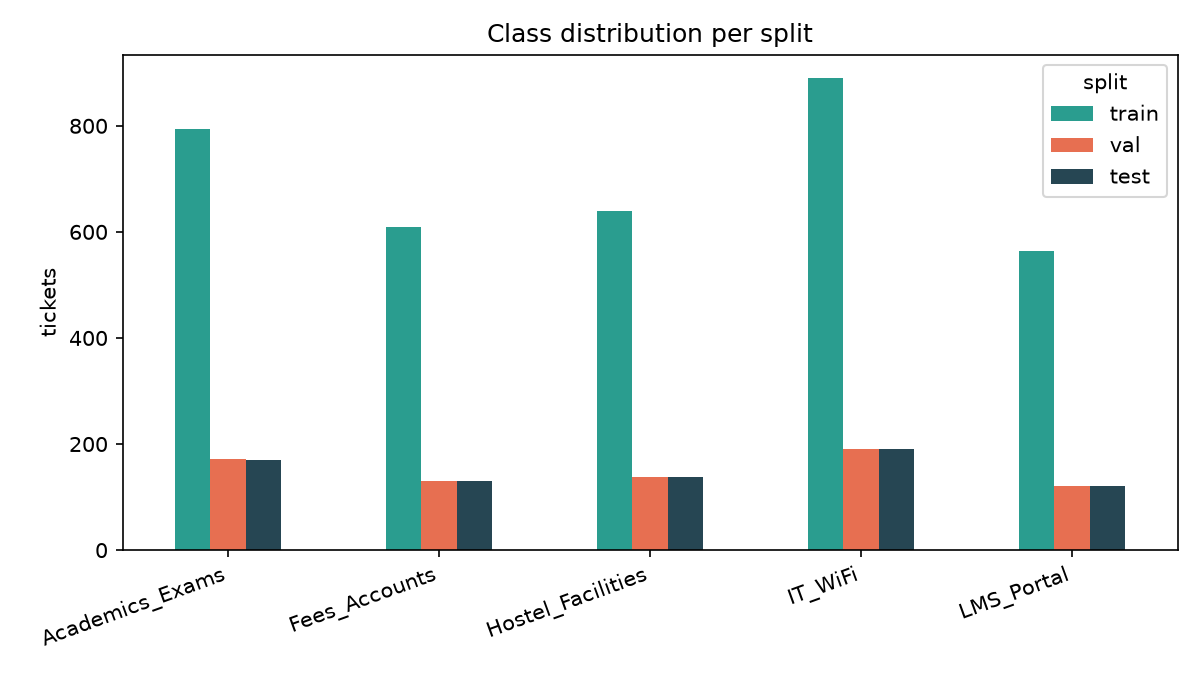 Class distribution per split
split
train
val
test
800
600
400
200
0
tickets
Academics_Exams
Fees_Accounts
Hostel_Facilities
IT_WiFi
LMS_Portal